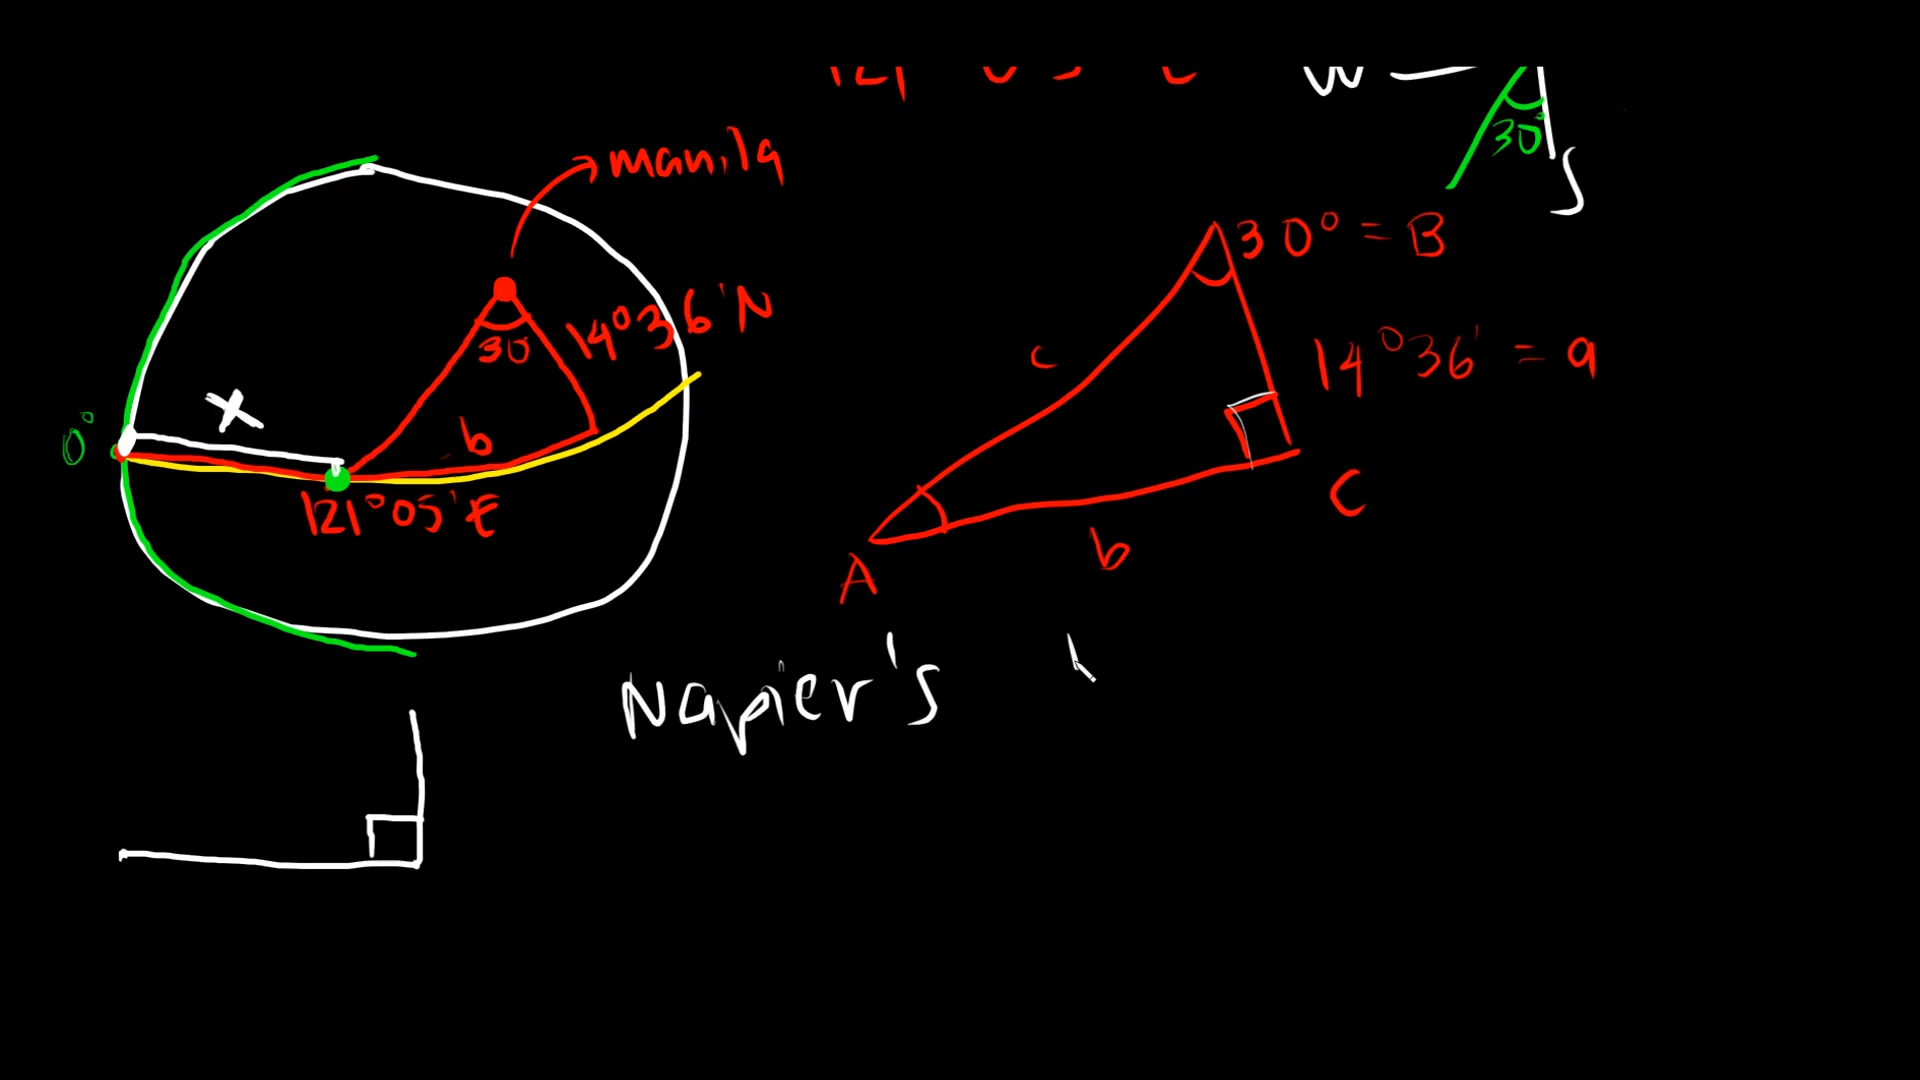 W
30°
S
manila
30° = B
14°36'N
30
14°36' = a
c
x
b
0°
121°05'E
C
b
A
Napier's